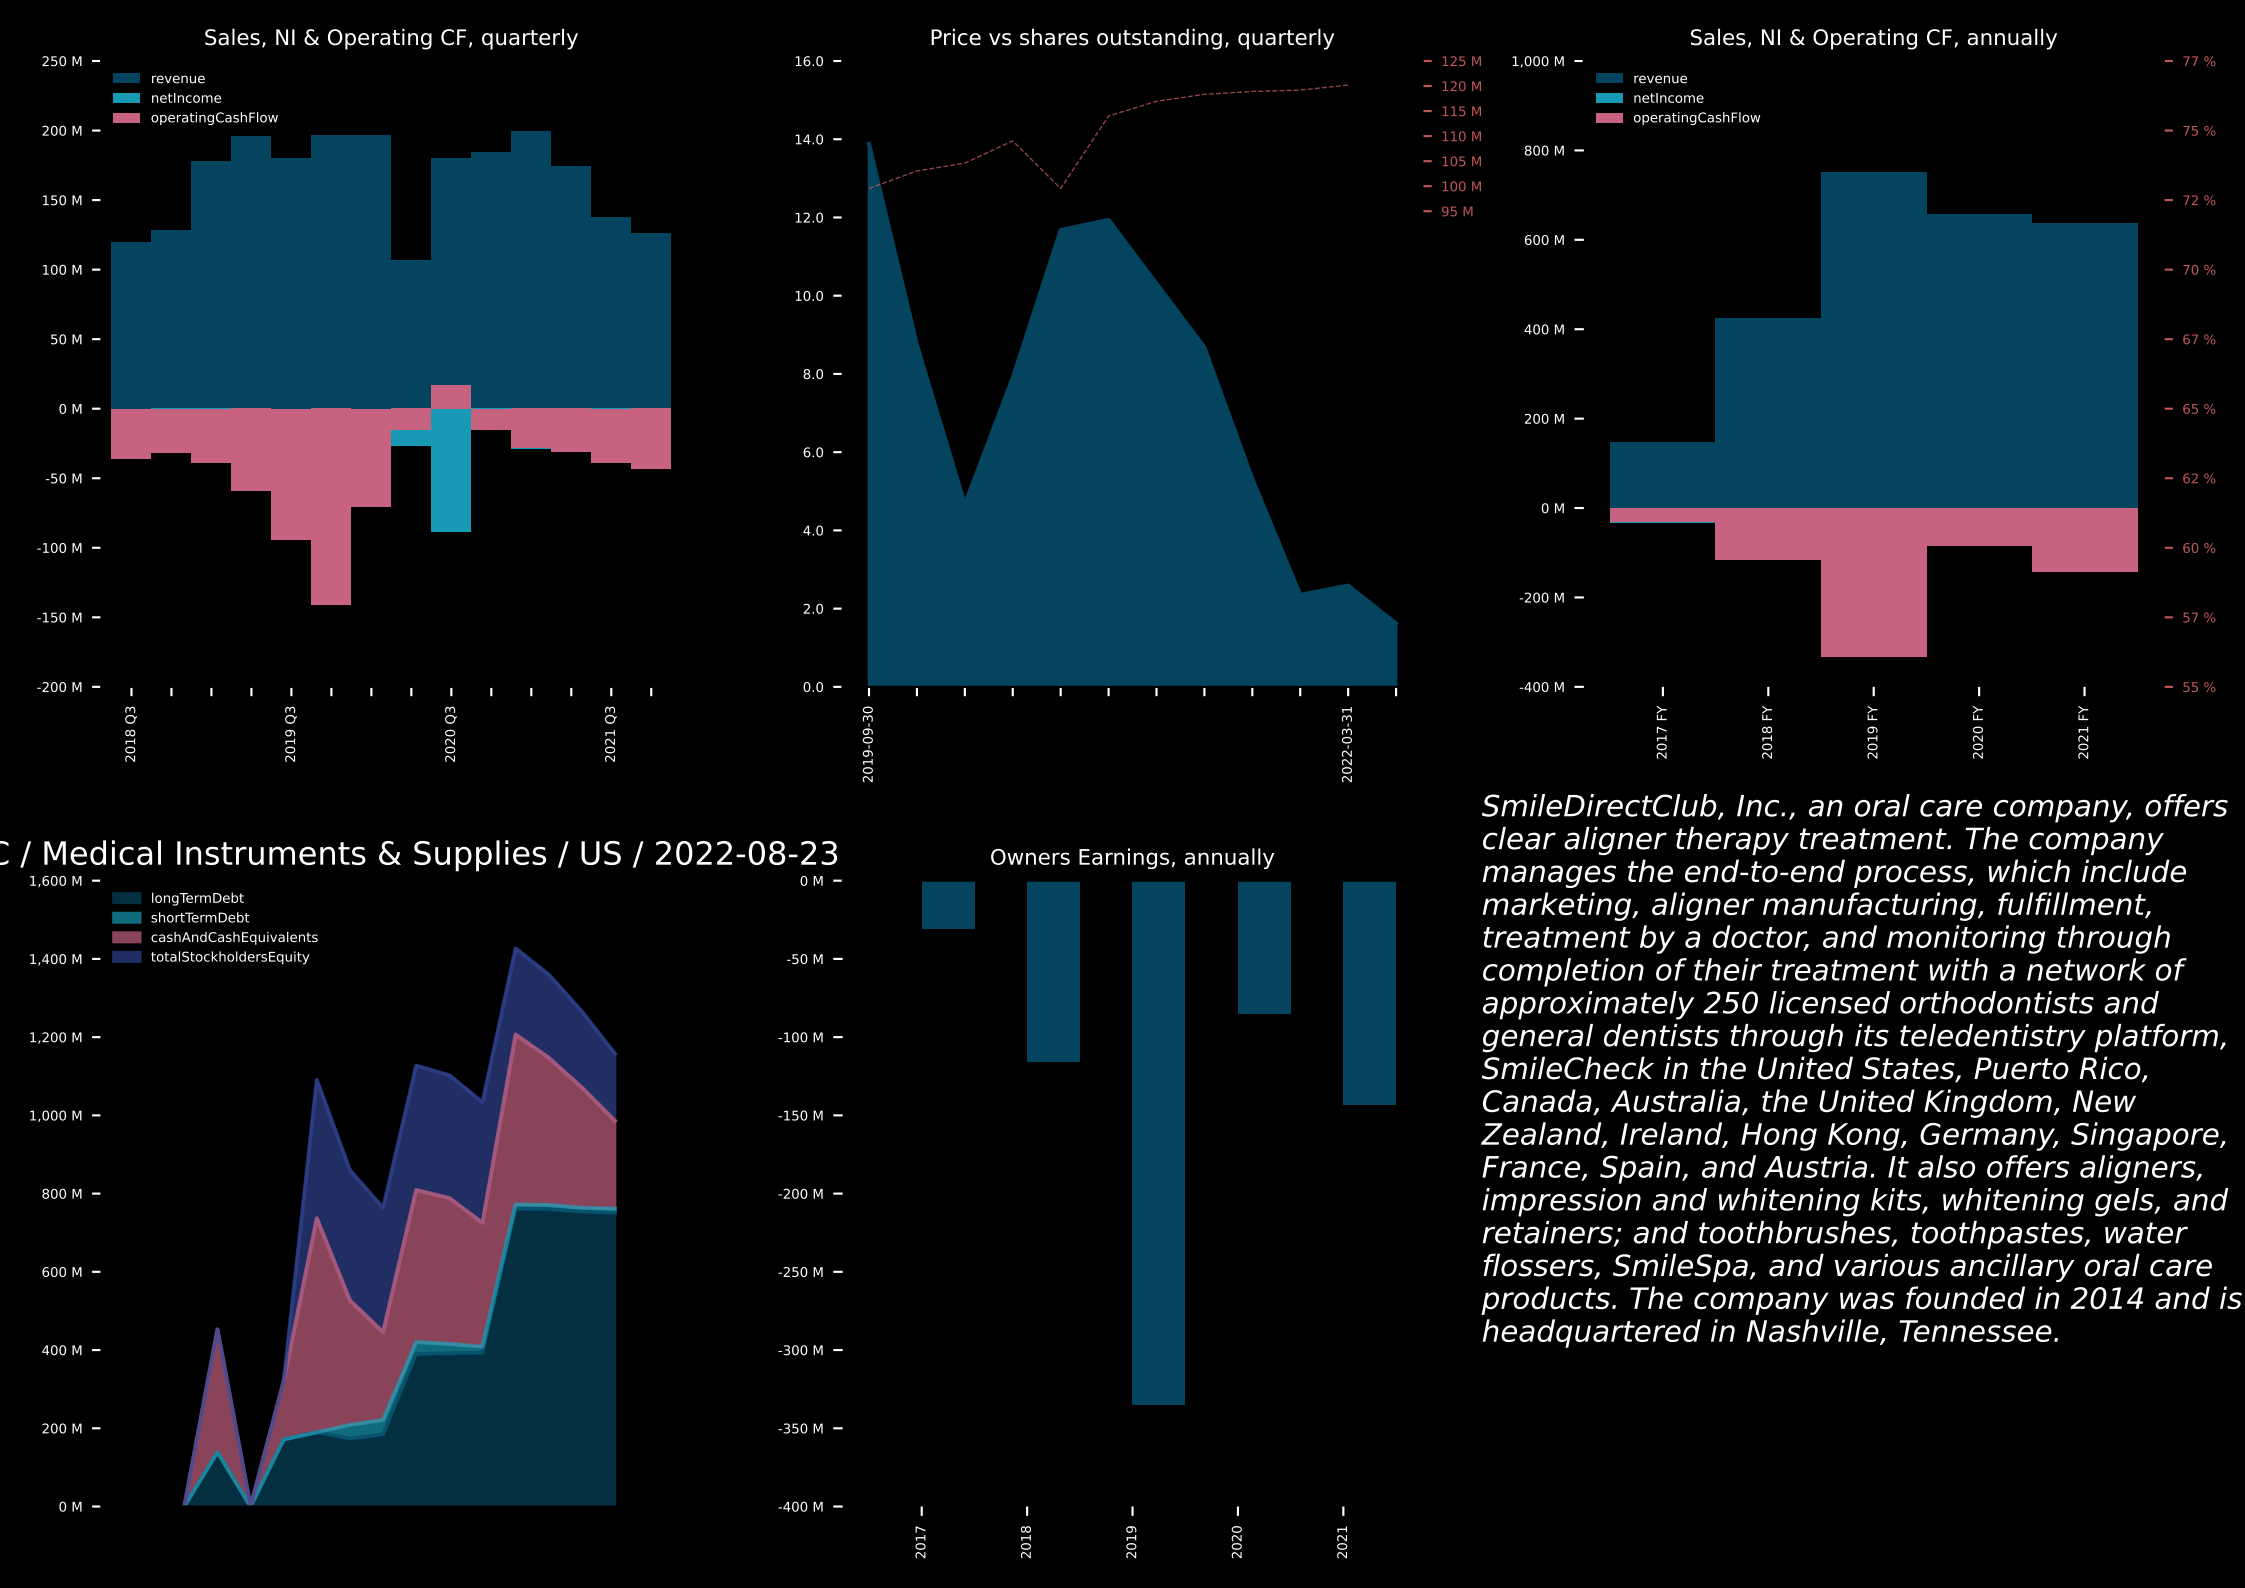 Sales, NI & Operating CF, quarterly
250 M
200 M
150 M
100 M
50 M
0 M
-50 M
-100 M
-150 M
-200 M
revenue
netIncome
operatingCashFlow
2018 Q3
2019 Q3
2020 Q3
2021 Q3
Price vs shares outstanding, quarterly
16.0
14.0
12.0
10.0
8.0
6.0
4.0
2.0
0.0
125 M
120 M
115 M
110 M
105 M
100 M
95 M
2019-09-30
2022-03-31
Sales, NI & Operating CF, annually
1,000 M
800 M
600 M
400 M
200 M
0 M
-200 M
-400 M
revenue
netIncome
operatingCashFlow
77 %
75 %
72 %
70 %
67 %
65 %
62 %
60 %
57 %
55 %
2017 FY
2018 FY
2019 FY
2020 FY
2021 FY
C / Medical Instruments & Supplies / US / 2022-08-23
1,600 M
1,400 M
1,200 M
1,000 M
800 M
600 M
400 M
200 M
0 M
longTermDebt
shortTermDebt
cashAndCashEquivalents
totalStockholdersEquity
Owners Earnings, annually
0 M
-50 M
-100 M
-150 M
-200 M
-250 M
-300 M
-350 M
-400 M
2017
2018
2019
2020
2021
SmileDirectClub, Inc., an oral care company, offers
clear aligner therapy treatment. The company
manages the end-to-end process, which include
marketing, aligner manufacturing, fulfillment,
treatment by a doctor, and monitoring through
completion of their treatment with a network of
approximately 250 licensed orthodontists and
general dentists through its teledentistry platform,
SmileCheck in the United States, Puerto Rico,
Canada, Australia, the United Kingdom, New
Zealand, Ireland, Hong Kong, Germany, Singapore,
France, Spain, and Austria. It also offers aligners,
impression and whitening kits, whitening gels, and
retainers; and toothbrushes, toothpastes, water
flossers, SmileSpa, and various ancillary oral care
products. The company was founded in 2014 and is
headquartered in Nashville, Tennessee.